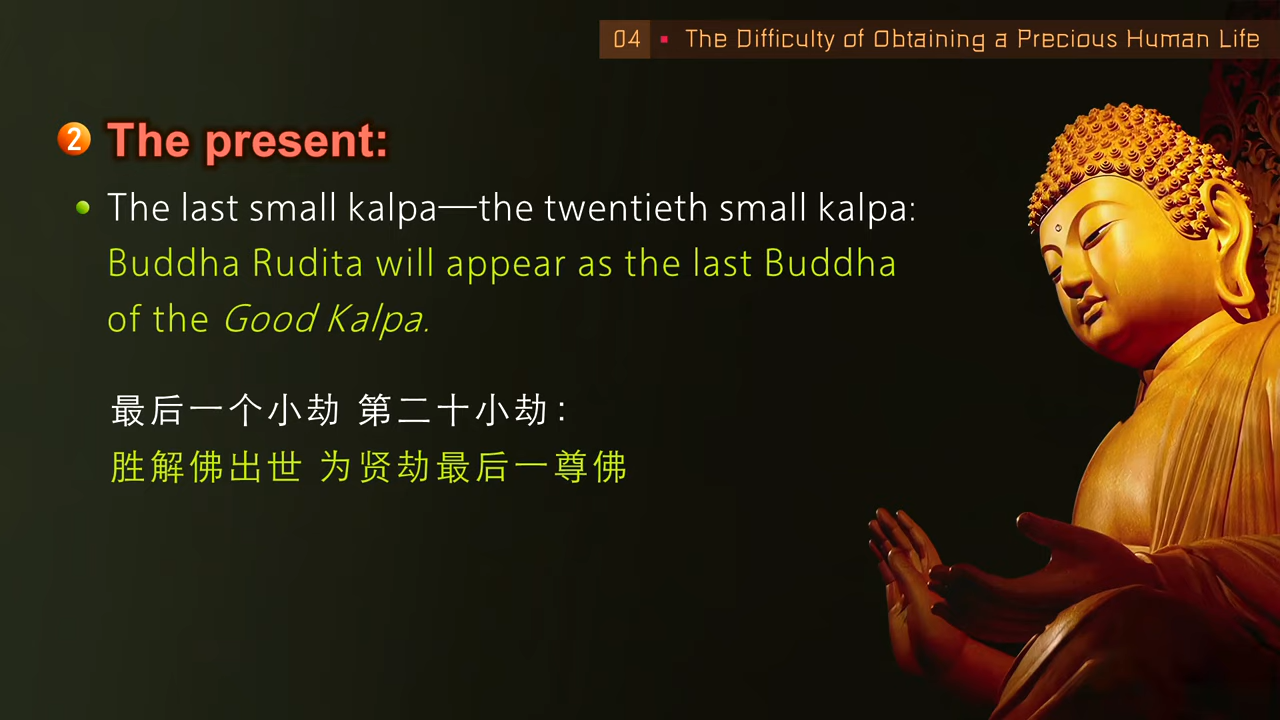 04 ▪ The Difficulty of Obtaining a Precious Human Life
2 The present:
• The last small kalpa—the twentieth small kalpa:
Buddha Rudita will appear as the last Buddha
of the Good Kalpa.
最后一个小劫 第二十小劫：
胜解佛出世 为贤劫最后一尊佛